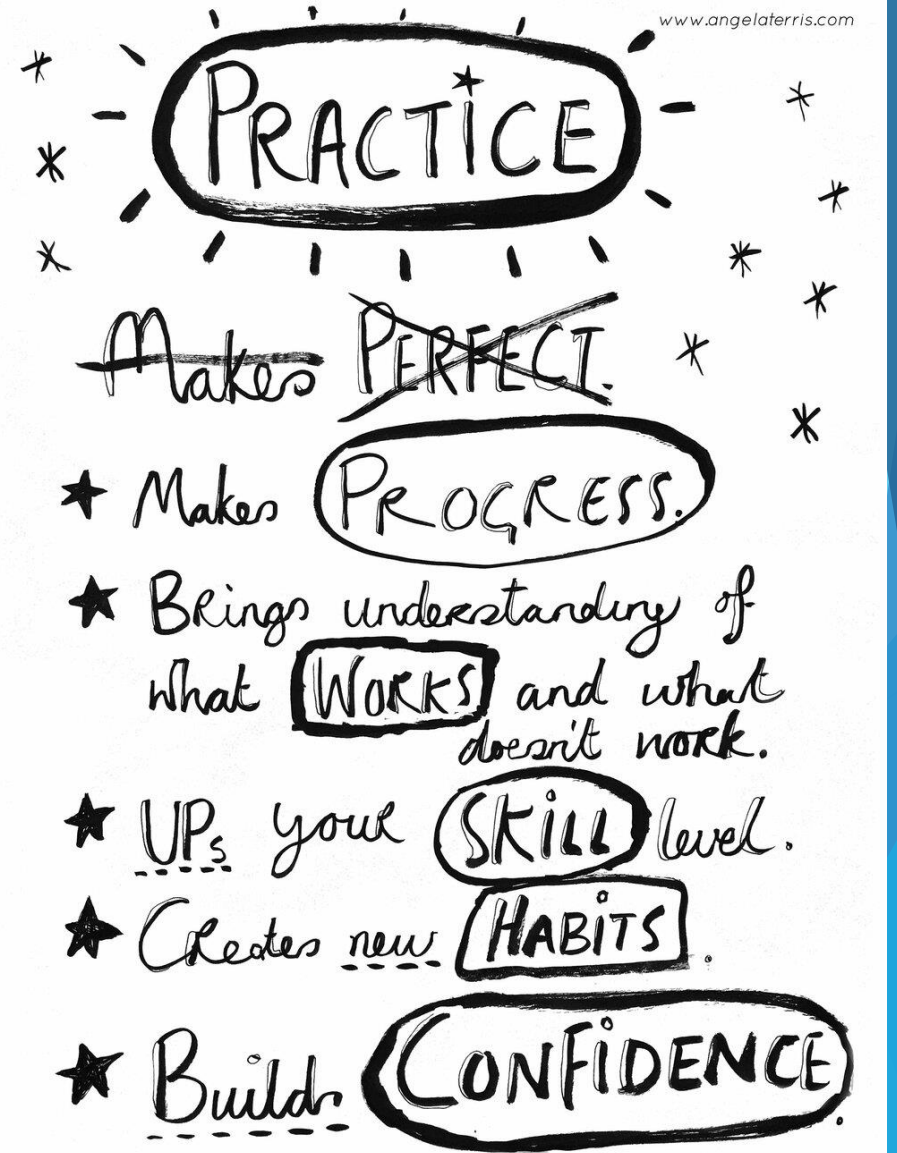 www.angelaterris.com
PRACTICE
Makes PERFECT.
Makes PROGRESS.
Brings understanding of
what WORKS and what
doesn't work.
UPs your SKILL level.
Creates new HABITS.
Builds CONFIDENCE.